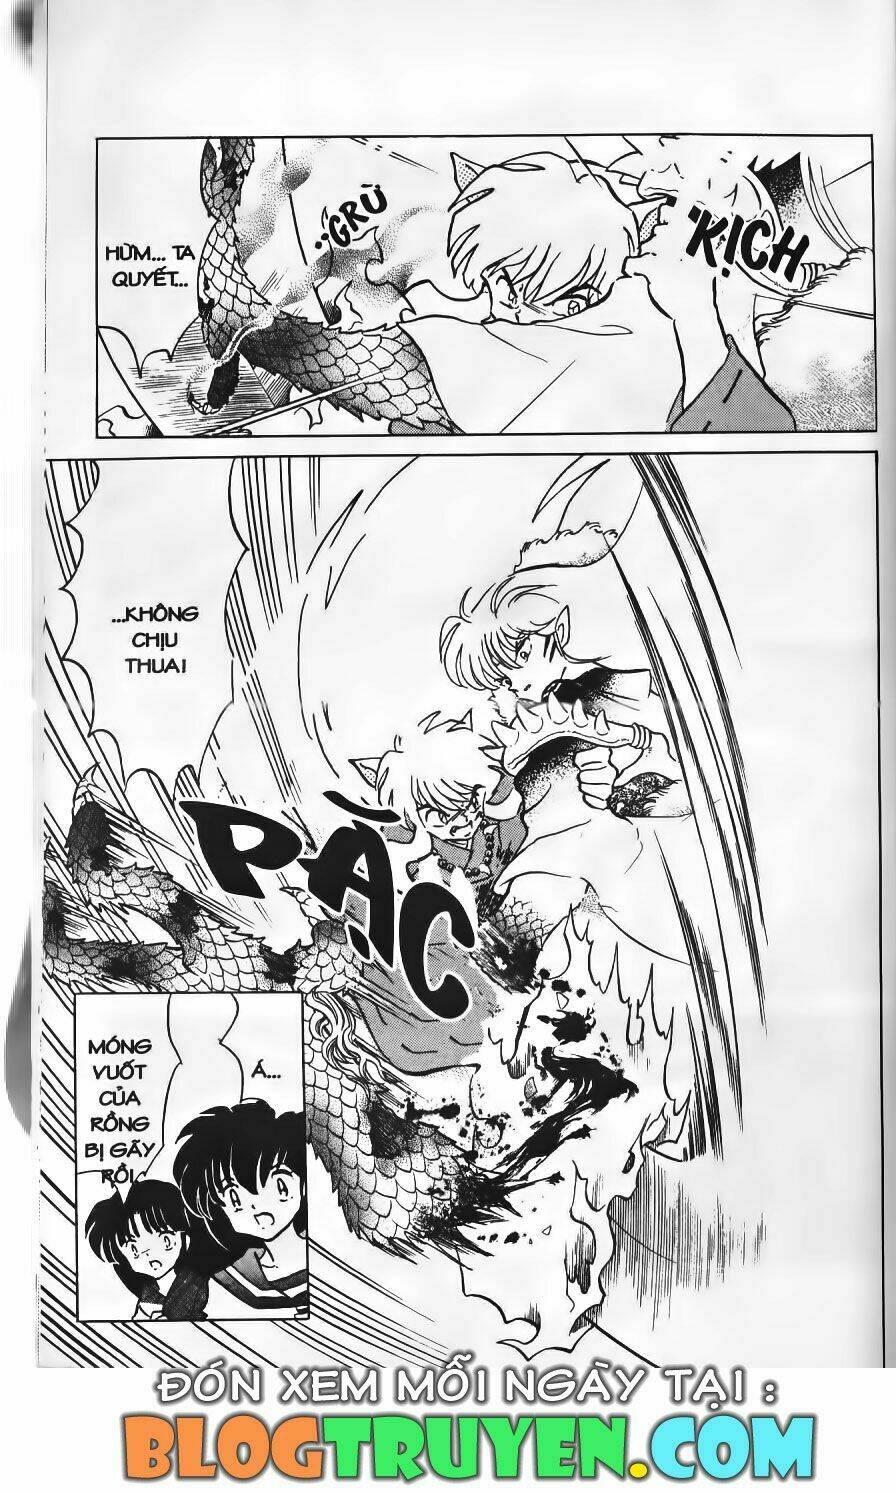 HỪM... TA
QUYẾT...
..GRỪ
KỊCH
...KHÔNG
CHỊU
THUA!
PẶC
Á...
MÓNG
VUỐT
CỦA
RỒNG
BỊ GÃY
RỒI.
ĐÓN XEM MỖI NGÀY TẠI :
BLOGTRUYEN.COM